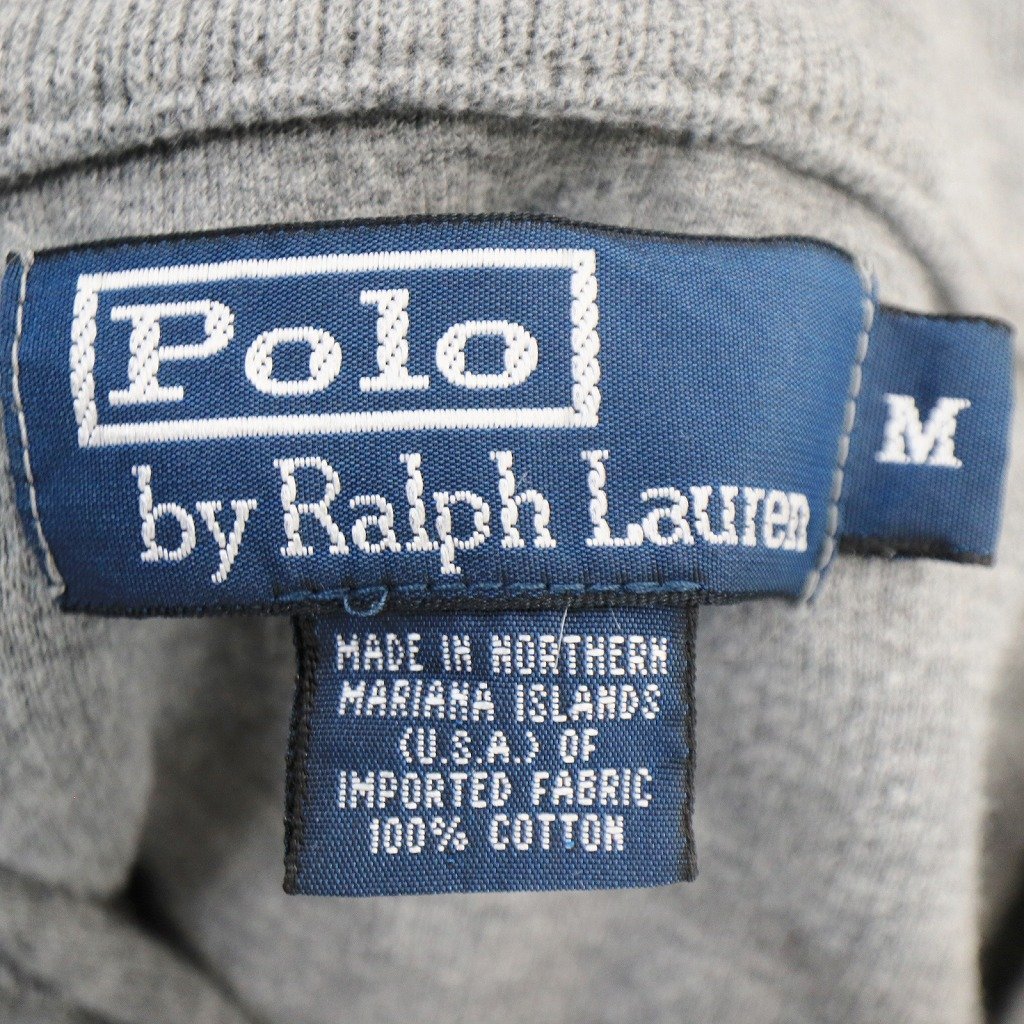 Polo
by Ralph Lauren
M
MADE IN NORTHERN
MARIANA ISLANDS
(U.S.A.) OF
IMPORTED FABRIC
100% COTTON